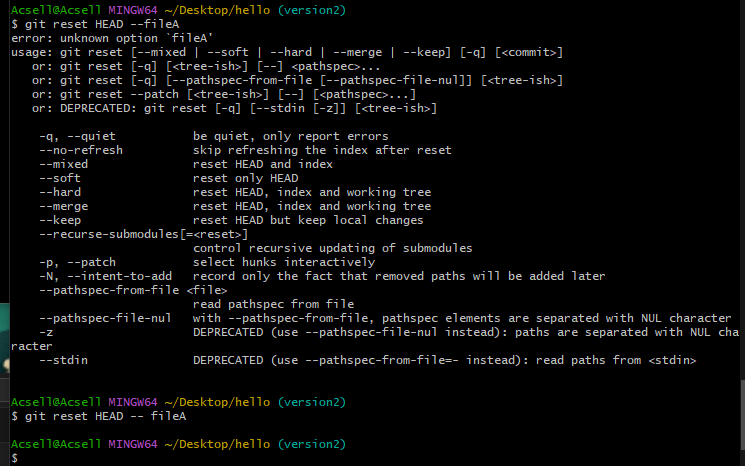 Acsell@Acsell MINGW64 ~/Desktop/hello (version2)
$ git reset HEAD --fileA
error: unknown option `fileA'
usage: git reset [--mixed | --soft | --hard | --merge | --keep] [-q] [<commit>]
   or: git reset [-q] [<tree-ish>] [--] <pathspec>...
   or: git reset [-q] [--pathspec-from-file [--pathspec-file-nul]] [<tree-ish>]
   or: git reset --patch [<tree-ish>] [--] [<pathspec>...]
   or: DEPRECATED: git reset [-q] [--stdin [-z]] [<tree-ish>]
    -q, --quiet           be quiet, only report errors
    --no-refresh          skip refreshing the index after reset
    --mixed               reset HEAD and index
    --soft                reset only HEAD
    --hard                reset HEAD, index and working tree
    --merge               reset HEAD, index and working tree
    --keep                reset HEAD but keep local changes
    --recurse-submodules[=<reset>]
                          control recursive updating of submodules
    -p, --patch           select hunks interactively
    -N, --intent-to-add   record only the fact that removed paths will be added later
    --pathspec-from-file <file>
                          read pathspec from file
    --pathspec-file-nul   with --pathspec-from-file, pathspec elements are separated with NUL character
    -z                    DEPRECATED (use --pathspec-file-nul instead): paths are separated with NUL cha
racter
    --stdin               DEPRECATED (use --pathspec-from-file=- instead): read paths from <stdin>
Acsell@Acsell MINGW64 ~/Desktop/hello (version2)
$ git reset HEAD -- fileA
Acsell@Acsell MINGW64 ~/Desktop/hello (version2)
$